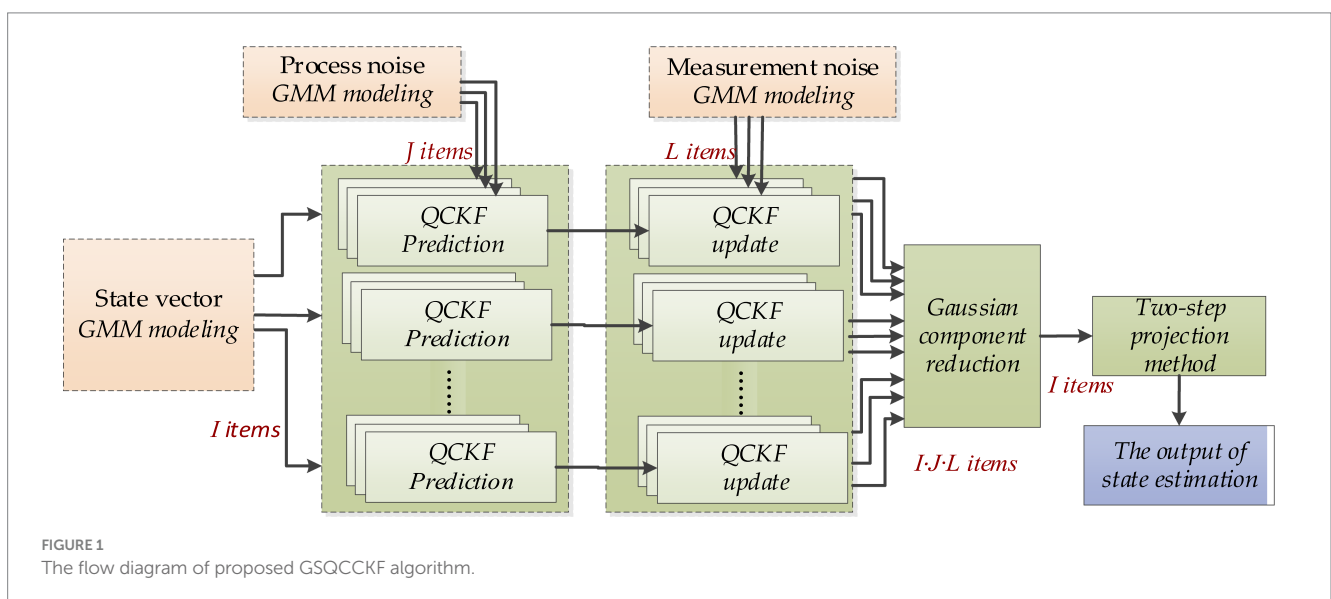 Process noise
GMM modeling
Measurement noise
GMM modeling
J items
L items
State vector
GMM modeling
I items
QCKF
Prediction
QCKF
update
QCKF
Prediction
QCKF
update
QCKF
Prediction
QCKF
update
Gaussian
component
reduction
I·J·L items
I items
Two-step
projection
method
The output of
state estimation
FIGURE 1
The flow diagram of proposed GSQCCKF algorithm.